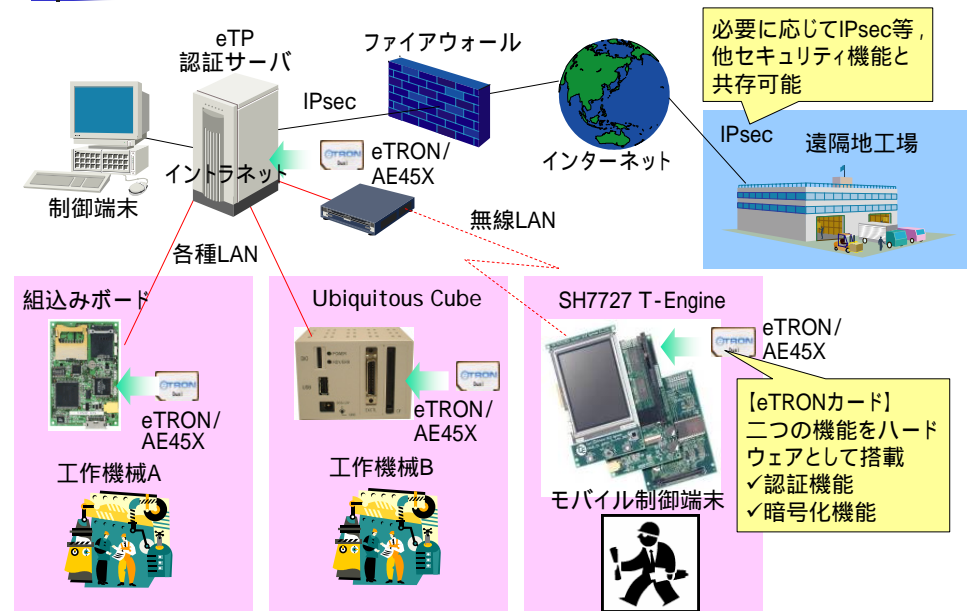 eTP
認証サーバ
ファイアウォール
必要に応じてIPsec等，
他セキュリティ機能と
共存可能
IPsec
IPsec
遠隔地工場
eTRON/
AE45X
イントラネット
インターネット
制御端末
無線LAN
各種LAN
組込みボード
Ubiquitous Cube
SH7727 T-Engine
eTRON/
AE45X
eTRON/
AE45X
eTRON/
AE45X
【eTRONカード】
二つの機能をハード
ウェアとして搭載
✓認証機能
✓暗号化機能
工作機械A
工作機械B
モバイル制御端末